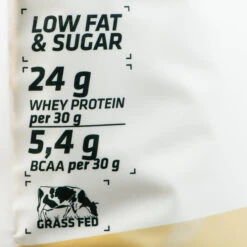 LOW FAT
& SUGAR
24 g
WHEY PROTEIN
per 30 g
5,4 g
BCAA per 30 g
GRASS FED